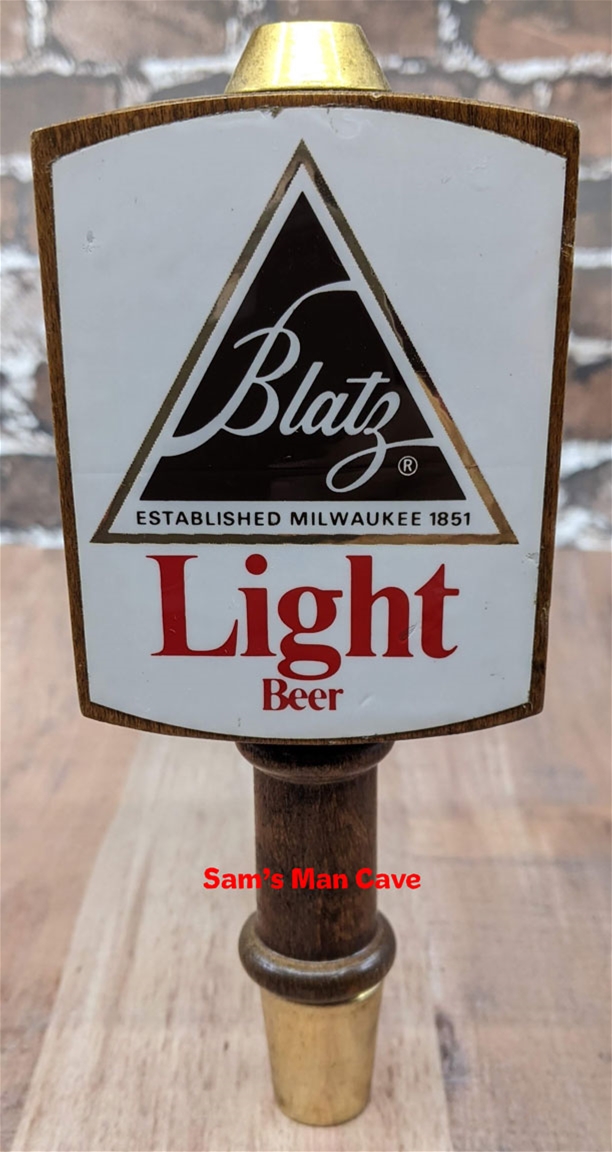 Blatz®
ESTABLISHED MILWAUKEE 1851
Light
Beer
Sam's Man Cave